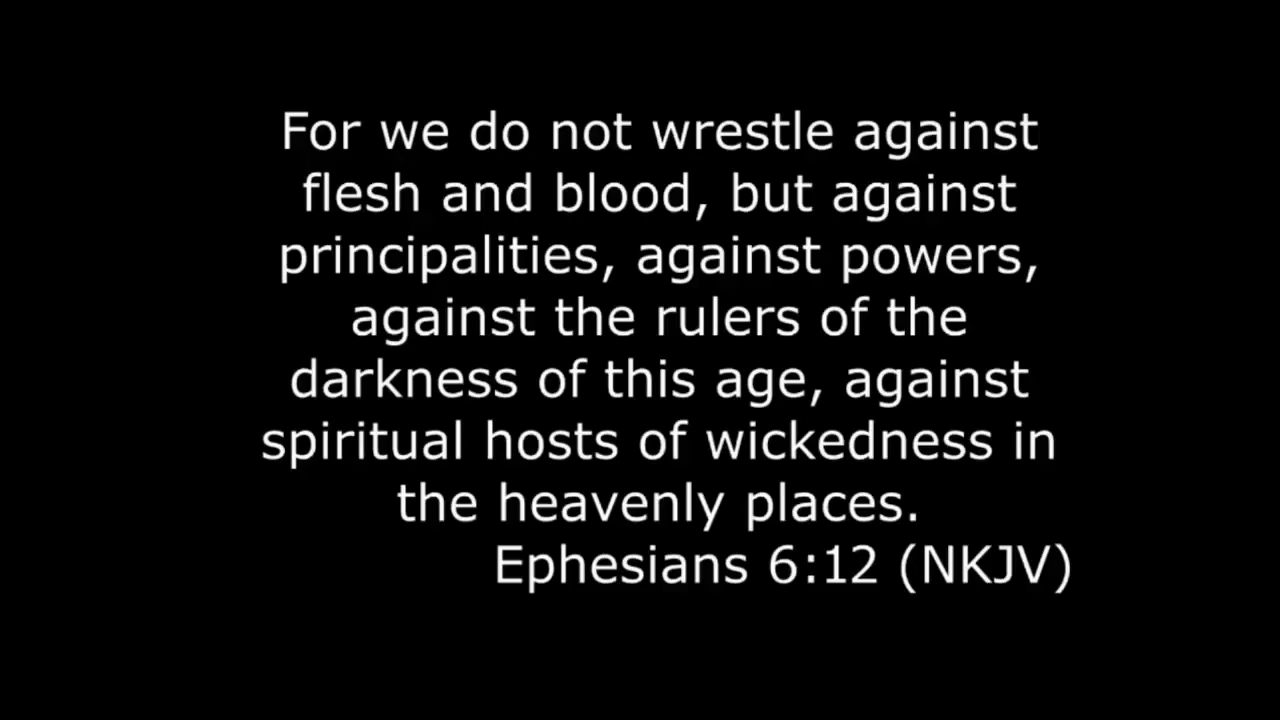 For we do not wrestle against
flesh and blood, but against
principalities, against powers,
against the rulers of the
darkness of this age, against
spiritual hosts of wickedness in
the heavenly places.
Ephesians 6:12 (NKJV)